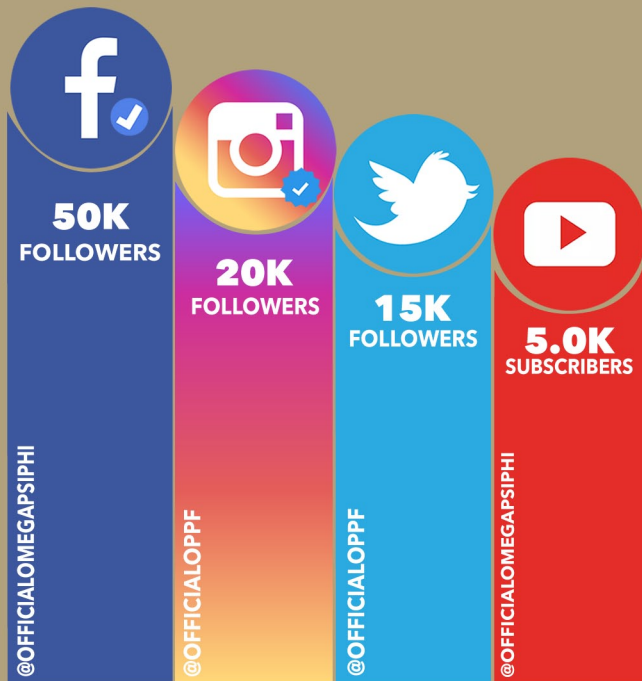 50K
FOLLOWERS
@OFFICIALOMEGAPSIPHI
20K
FOLLOWERS
@OFFICIALOPPF
15K
FOLLOWERS
@OFFICIALOPPF
5.0K
SUBSCRIBERS
@OFFICIALOMEGAPSIPHI